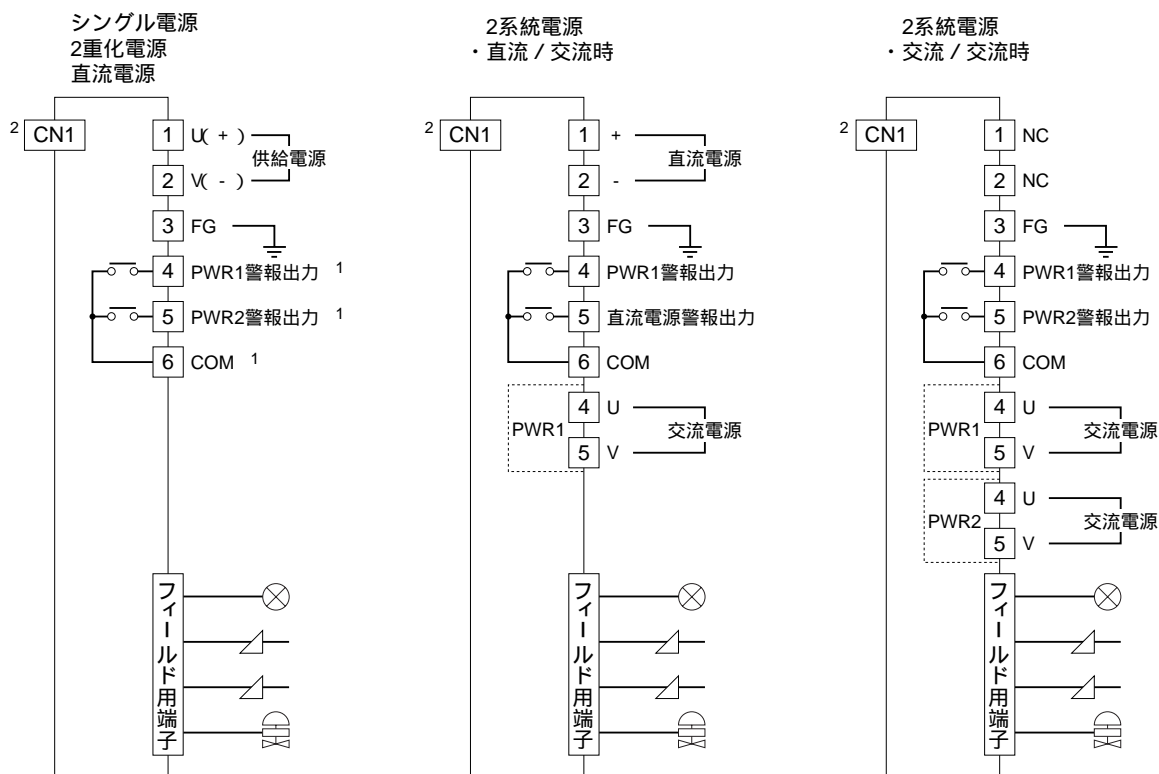 シングル電源
2重化電源
直流電源
2 CN1
1 U( + )
供給電源
2 V( - )
3 FG
4 PWR1警報出力 1
5 PWR2警報出力 1
6 COM 1
フィールド用端子
2系統電源
・直流 / 交流時
2 CN1
1 +
直流電源
2 -
3 FG
4 PWR1警報出力
5 直流電源警報出力
6 COM
PWR1
4 U
交流電源
5 V
フィールド用端子
2系統電源
・交流 / 交流時
2 CN1
1 NC
2 NC
3 FG
4 PWR1警報出力
5 PWR2警報出力
6 COM
PWR1
4 U
交流電源
5 V
PWR2
4 U
交流電源
5 V
フィールド用端子